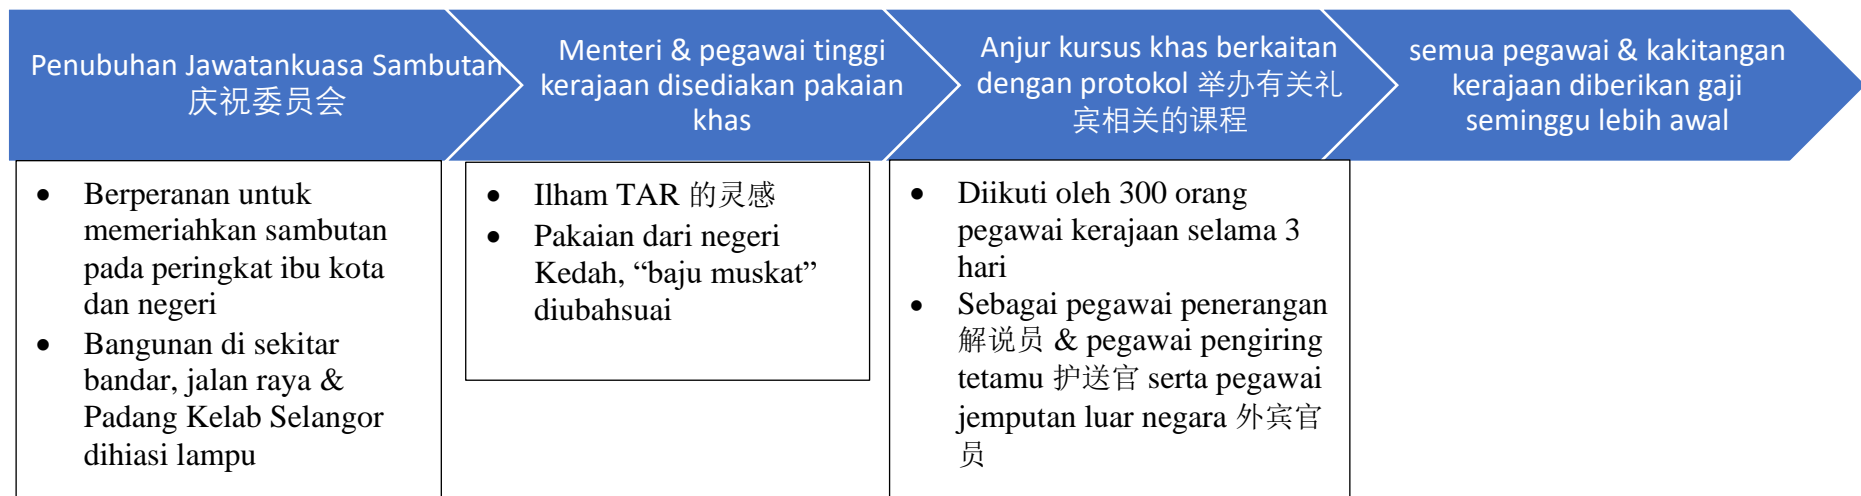 Penubuhan Jawatankuasa Sambutan
庆祝委员会
Menteri & pegawai tinggi
kerajaan disediakan pakaian
khas
Anjur kursus khas berkaitan
dengan protokol 举办有关礼
宾相关的课程
semua pegawai & kakitangan
kerajaan diberikan gaji
seminggu lebih awal
• Berperanan untuk
memeriahkan sambutan
pada peringkat ibu kota
dan negeri
• Bangunan di sekitar
bandar, jalan raya &
Padang Kelab Selangor
dihiasi lampu
• Ilham TAR 的灵感
• Pakaian dari negeri
Kedah, “baju muskat”
diubahsuai
• Diikuti oleh 300 orang
pegawai kerajaan selama 3
hari
• Sebagai pegawai penerangan
解说员 & pegawai pengiring
tetamu 护送官 serta pegawai
jemputan luar negara 外宾官
员